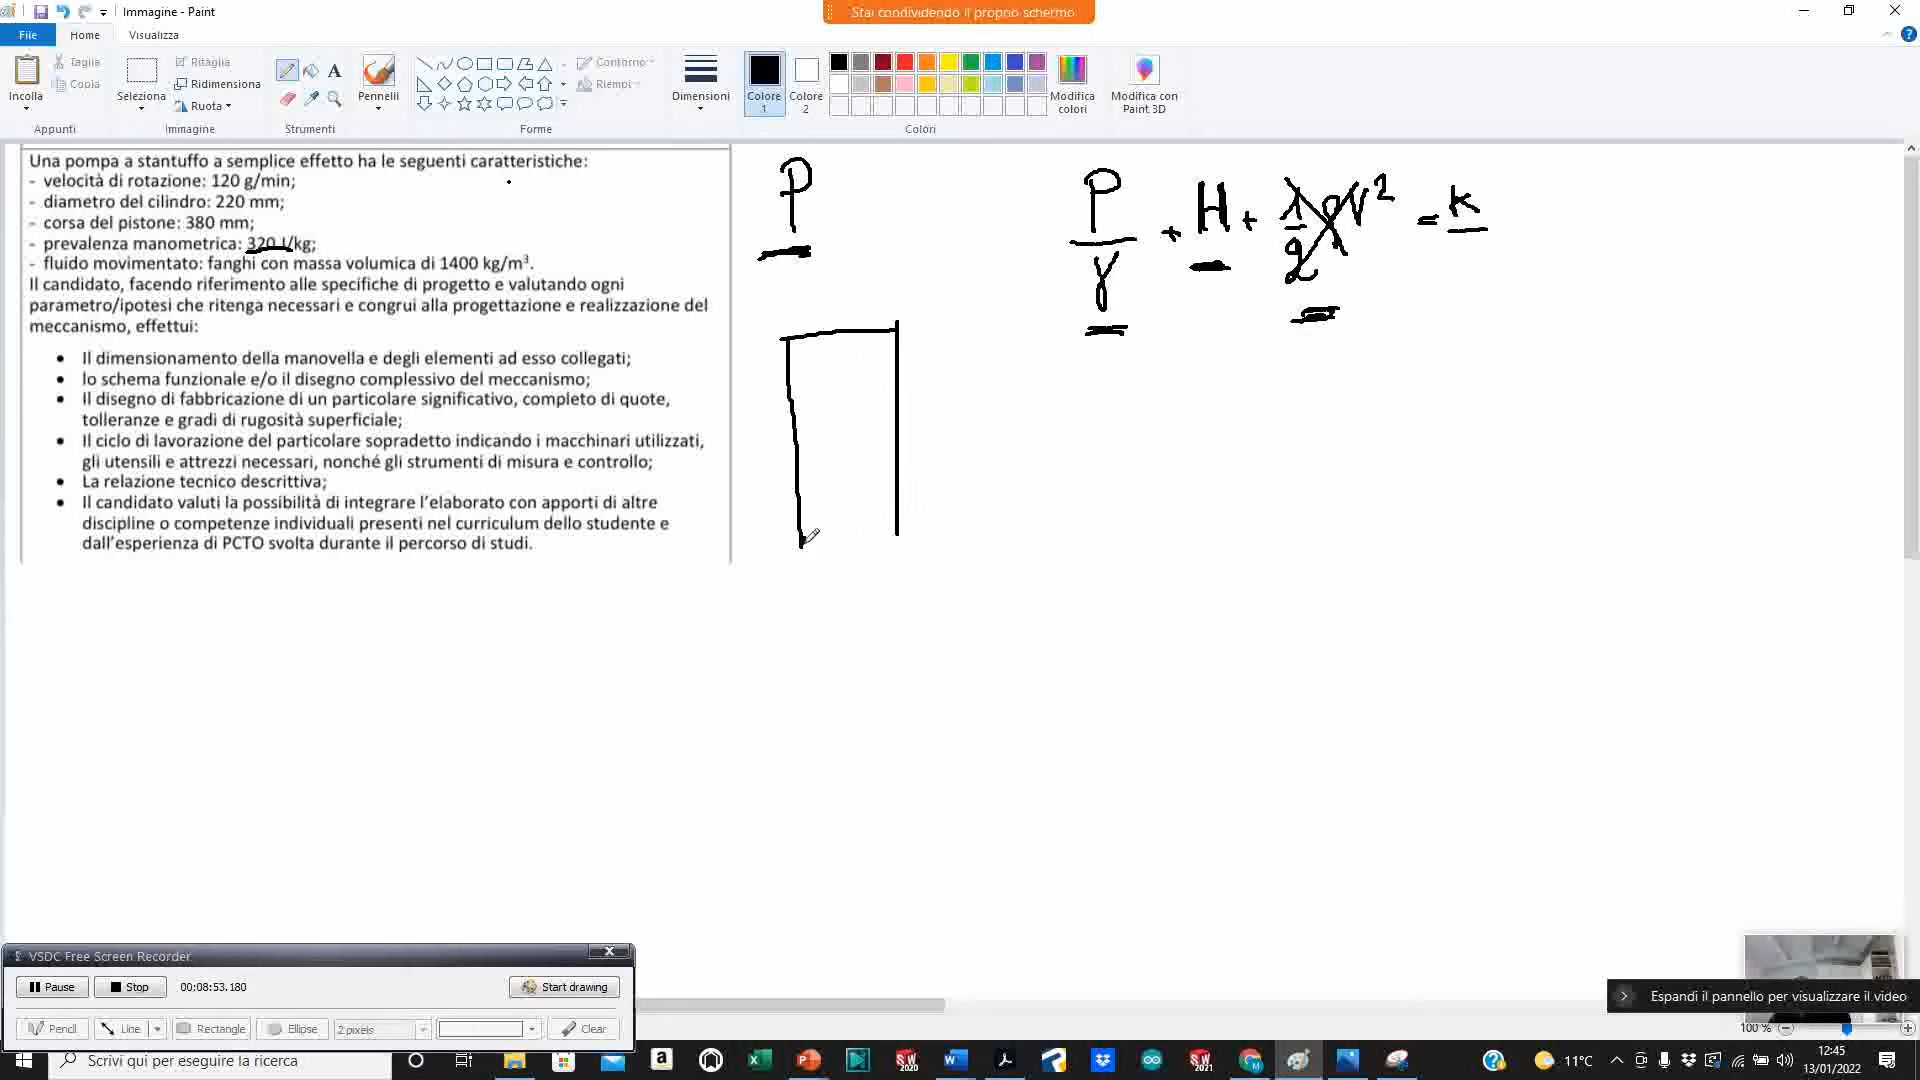 Immagine - Paint
Stai condividendo il proprio schermo
File
Home
Visualizza
Incolla
Taglia
Copia
Appunti
Seleziona
Ritaglia
Ridimensiona
Ruota
Immagine
A
Strumenti
Pennelli
Contorno
Riempi
Forme
Dimensioni
Colore 1
Colore 2
Modifica colori
Modifica con Paint 3D
Colori
Una pompa a stantuffo a semplice effetto ha le seguenti caratteristiche:
- velocità di rotazione: 120 g/min;
- diametro del cilindro: 220 mm;
- corsa del pistone: 380 mm;
- prevalenza manometrica: 320 J/kg;
- fluido movimentato: fanghi con massa volumica di 1400 kg/m³.
Il candidato, facendo riferimento alle specifiche di progetto e valutando ogni
parametro/ipotesi che ritenga necessari e congrui alla progettazione e realizzazione del
meccanismo, effettui:
• Il dimensionamento della manovella e degli elementi ad esso collegati;
• lo schema funzionale e/o il disegno complessivo del meccanismo;
• Il disegno di fabbricazione di un particolare significativo, completo di quote,
tolleranze e gradi di rugosità superficiale;
• Il ciclo di lavorazione del particolare sopradetto indicando i macchinari utilizzati,
gli utensili e attrezzi necessari, nonché gli strumenti di misura e controllo;
• La relazione tecnico descrittiva;
• Il candidato valuti la possibilità di integrare l'elaborato con apporti di altre
discipline o competenze individuali presenti nel curriculum dello studente e
dall'esperienza di PCTO svolta durante il percorso di studi.
P
P/γ + H + 1/2 ρV² = K
VSDC Free Screen Recorder
Pause
Stop
00:08:53.180
Start drawing
Pencil
Line
Rectangle
Ellipse
2 pixels
Clear
Espandi il pannello per visualizzare il video
100 %
Scrivi qui per eseguire la ricerca
11°C
12:45
13/01/2022